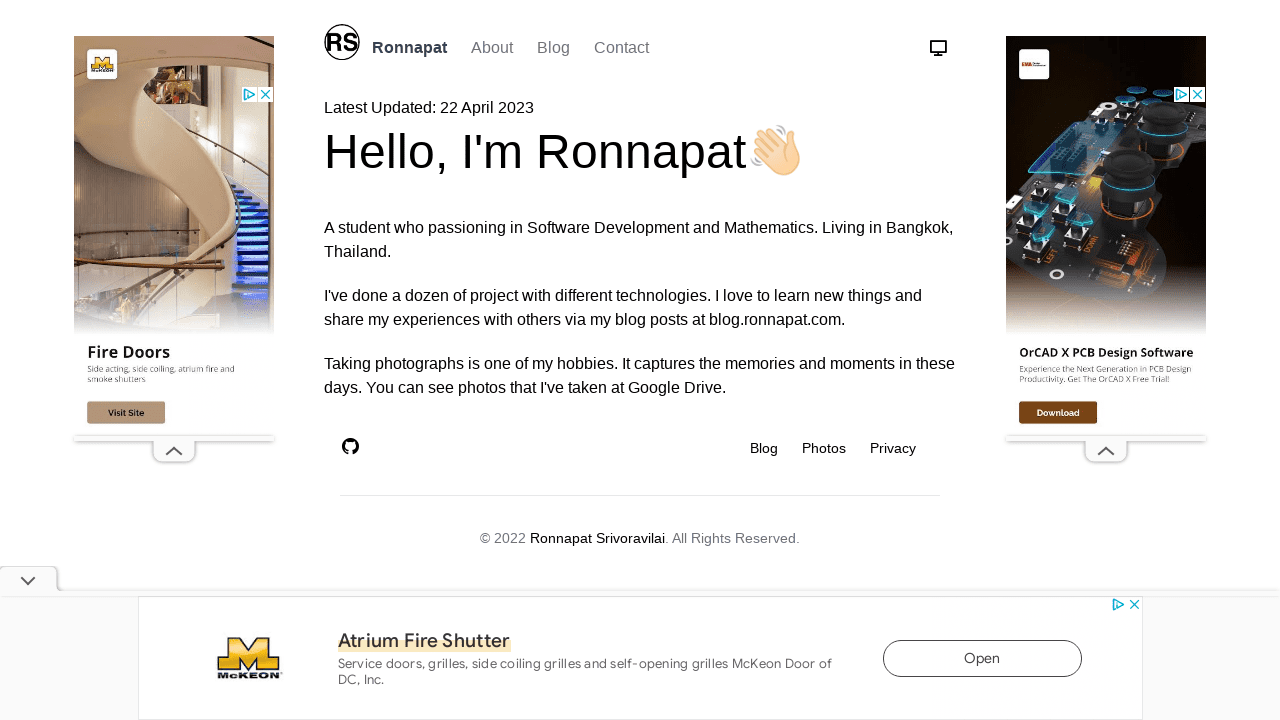 RS
Ronnapat
About
Blog
Contact
Latest Updated: 22 April 2023
Hello, I'm Ronnapat👋
A student who passioning in Software Development and Mathematics. Living in Bangkok,
Thailand.
I've done a dozen of project with different technologies. I love to learn new things and
share my experiences with others via my blog posts at blog.ronnapat.com.
Taking photographs is one of my hobbies. It captures the memories and moments in these
days. You can see photos that I've taken at Google Drive.
Blog
Photos
Privacy
© 2022 Ronnapat Srivoravilai. All Rights Reserved.
McKEON
Fire Doors
Side acting, side coiling, atrium fire and
smoke shutters
Visit Site
EMA
LEFT
DOWN
OrCAD X PCB Design Software
Experience the Next Generation in PCB Design
Productivity. Get The OrCAD X Free Trial!
Download
McKEON
Atrium Fire Shutter
Service doors, grilles, side coiling grilles and self-opening grilles McKeon Door of
DC, Inc.
Open